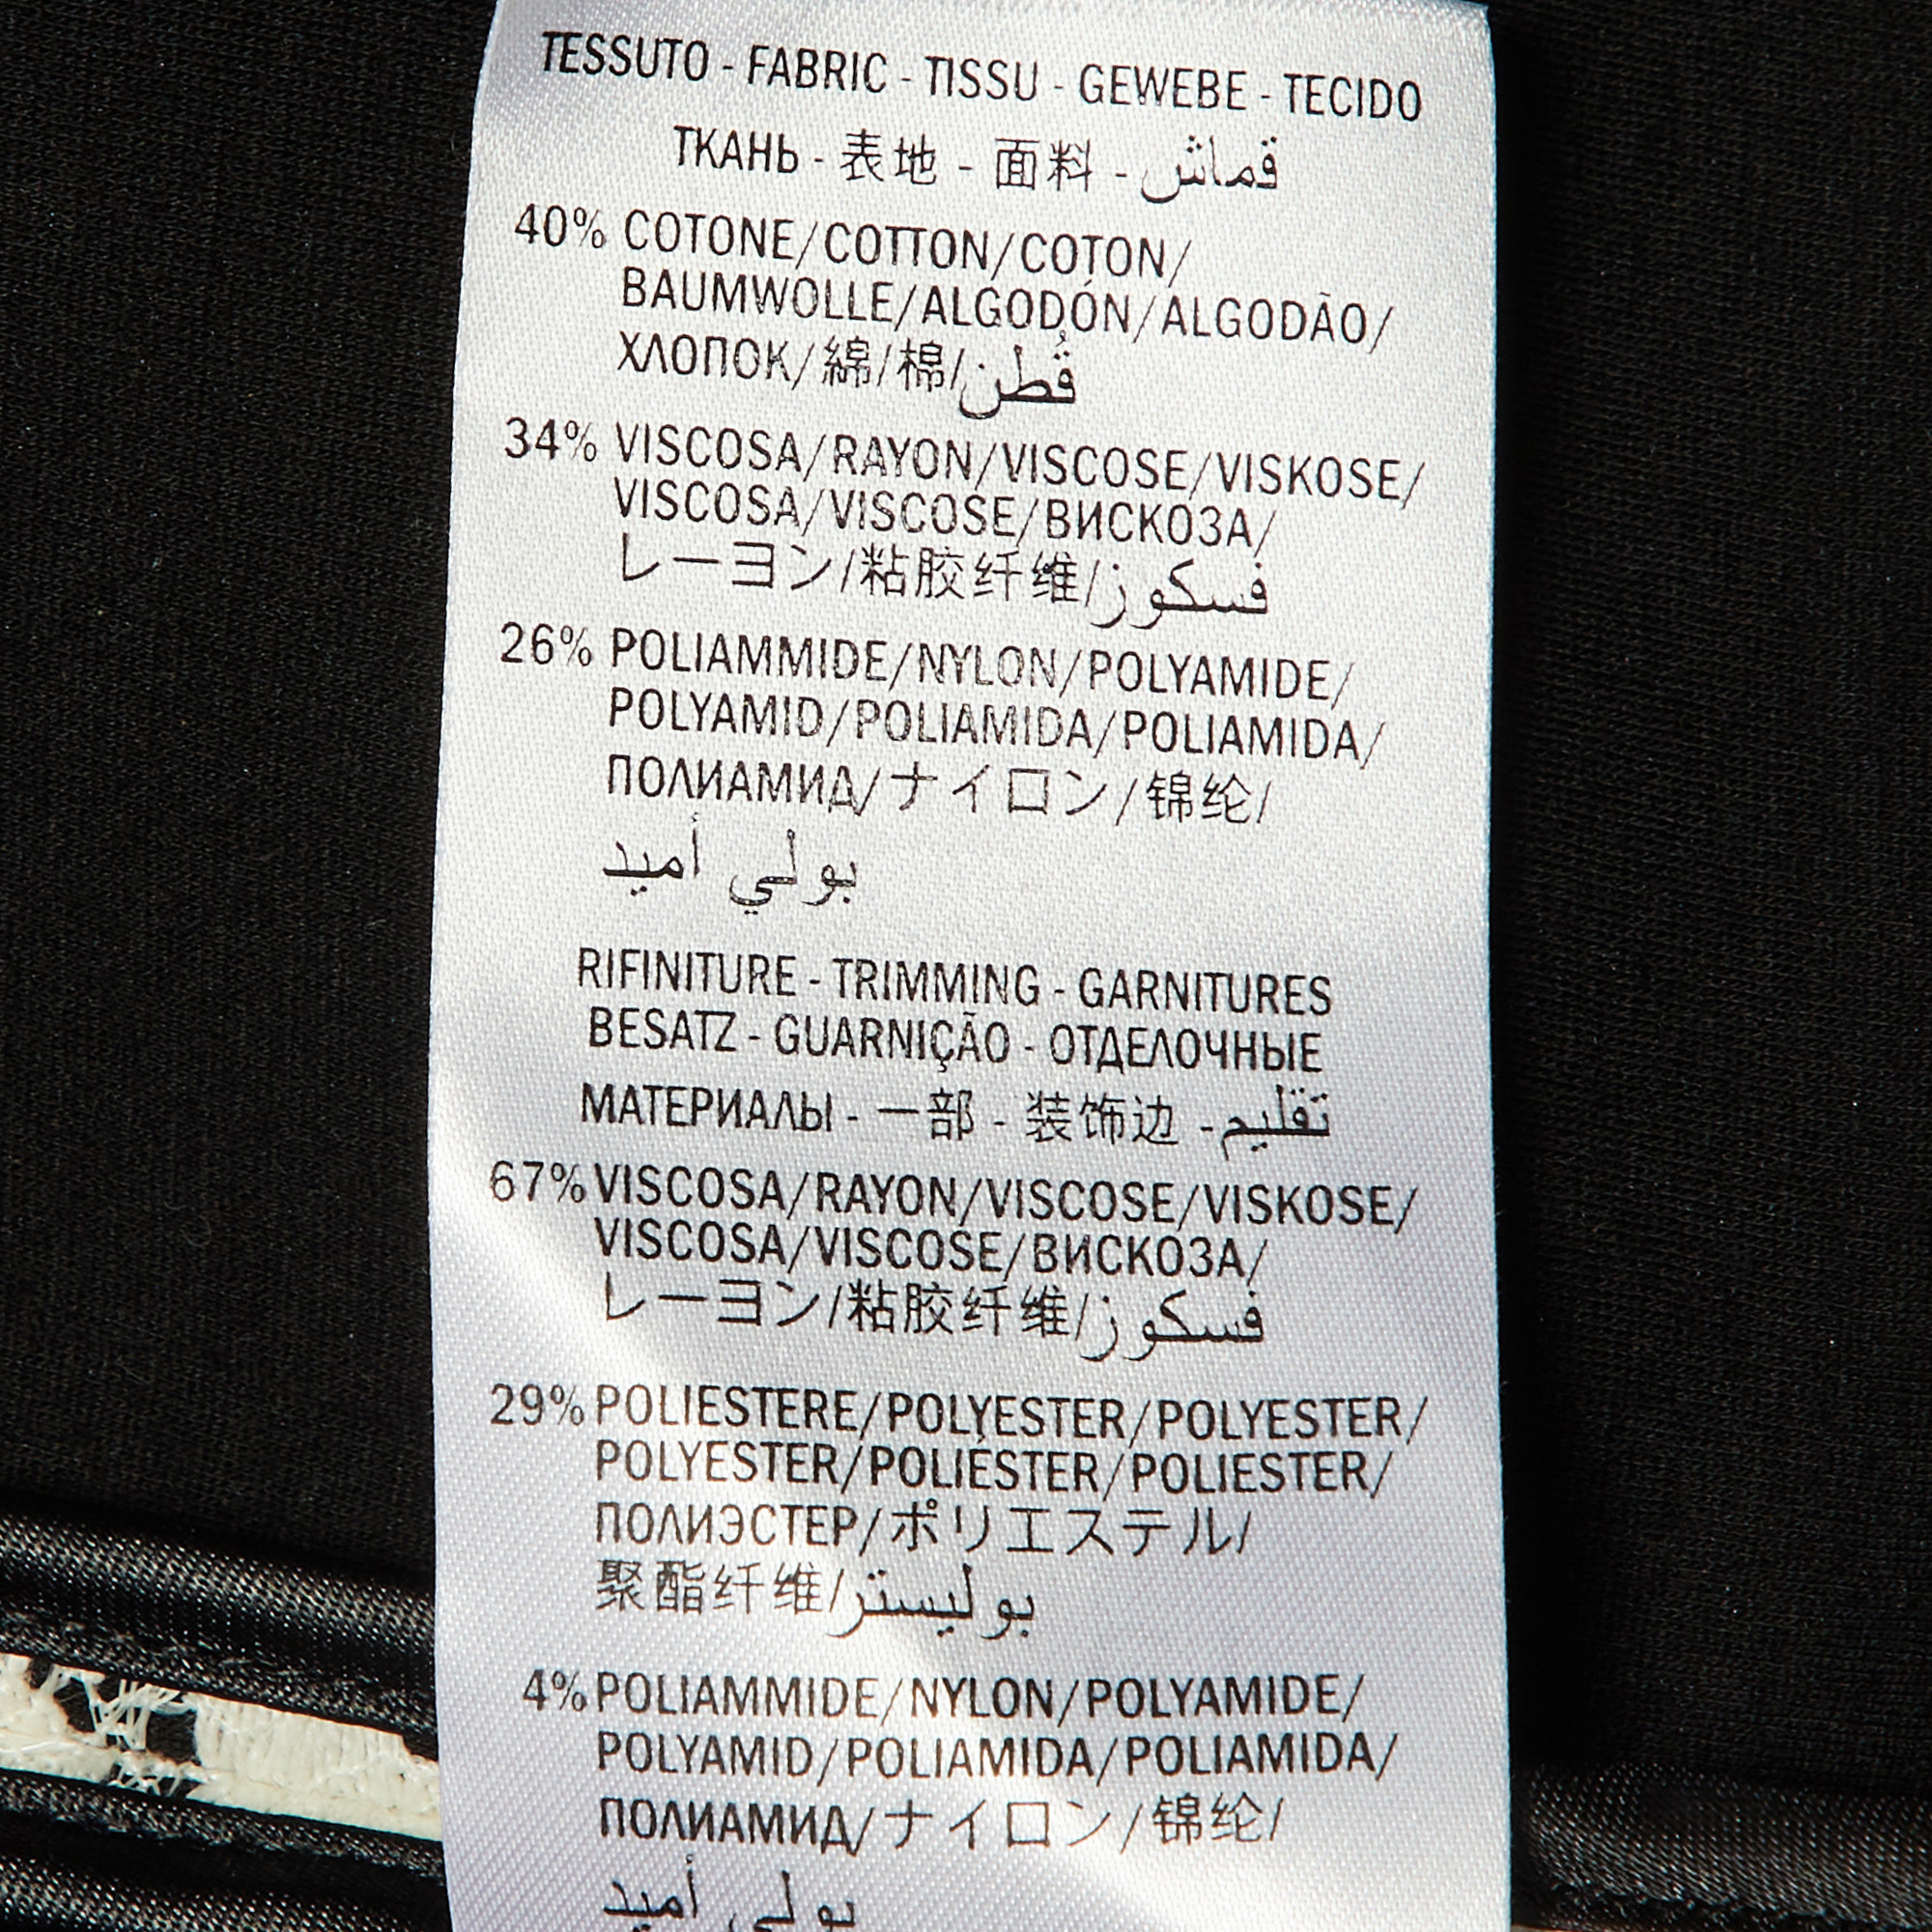 TESSUTO - FABRIC - TISSU - GEWEBE - TECIDO
ТКАНЬ - 表地 - 面料 - قماش
40% COTONE/COTTON/COTON/
BAUMWOLLE/ALGODÓN/ALGODÃO/
ХЛОПОК/綿/棉/قُطن
34% VISCOSA/RAYON/VISCOSE/VISKOSE/
VISCOSA/VISCOSE/ВИСКОЗА/
レーヨン/粘胶纤维/فسكوز
26% POLIAMMIDE/NYLON/POLYAMIDE/
POLYAMID/POLIAMIDA/POLIAMIDA/
ПОЛИАМИД/ナイロン/锦纶/
بولي أميد
RIFINITURE - TRIMMING - GARNITURES
BESATZ - GUARNIÇÃO - ОТДЕЛОЧНЫЕ
МАТЕРИАЛЫ - 一部 - 装饰边 - تقليم
67% VISCOSA/RAYON/VISCOSE/VISKOSE/
VISCOSA/VISCOSE/ВИСКОЗА/
レーヨン/粘胶纤维/فسكوز
29% POLIESTERE/POLYESTER/POLYESTER/
POLYESTER/POLIÉSTER/POLIESTER/
ПОЛИЭСТЕР/ポリエステル/
聚酯纤维/بوليستر
4% POLIAMMIDE/NYLON/POLYAMIDE/
POLYAMID/POLIAMIDA/POLIAMIDA/
ПОЛИАМИД/ナイロン/锦纶/
بولي أميد